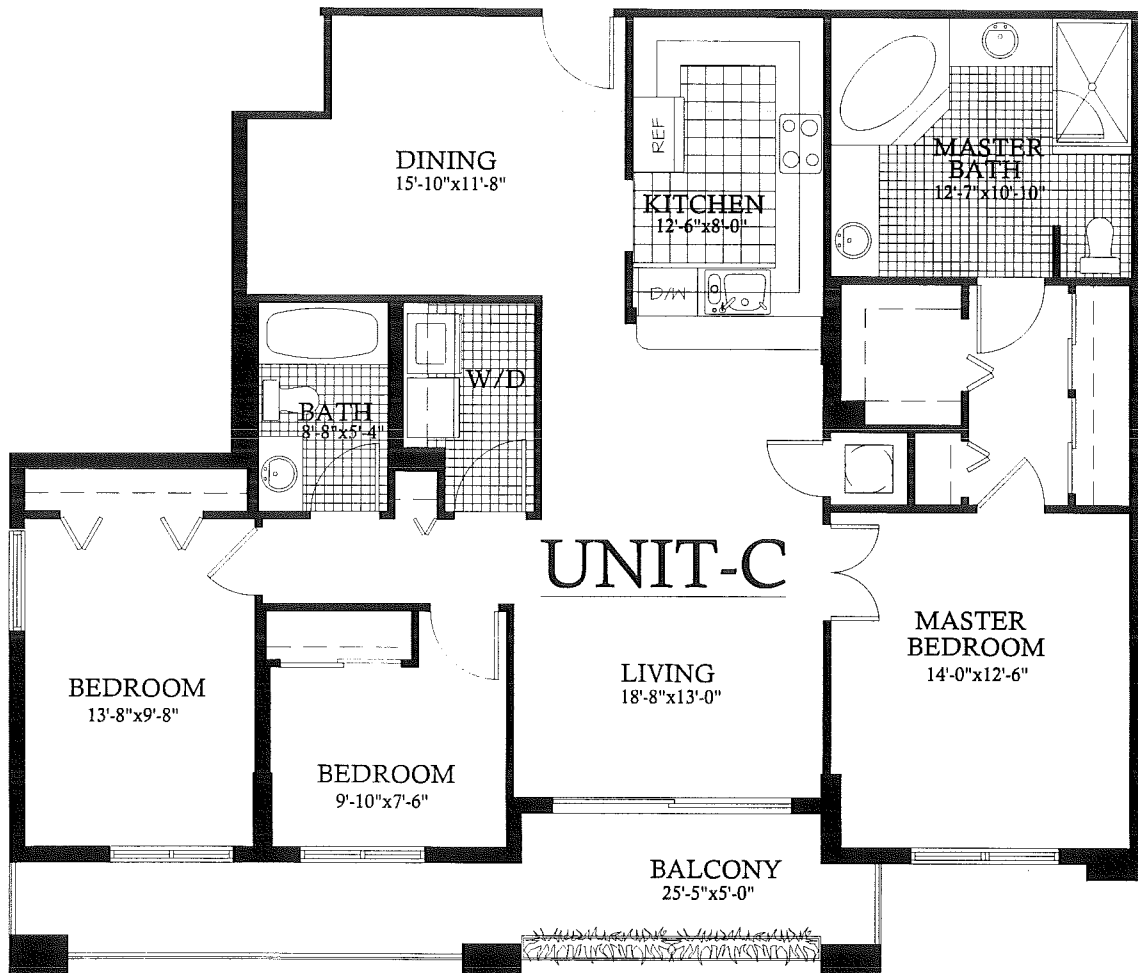 DINING
15'-10"x11'-8"
REF
KITCHEN
12'-6"x8'-0"
D/W
MASTER
BATH
12'-7"x10'-10"
W/D
BATH
8'-8"x5'-4"
UNIT-C
MASTER
BEDROOM
14'-0"x12'-6"
LIVING
18'-8"x13'-0"
BEDROOM
13'-8"x9'-8"
BEDROOM
9'-10"x7'-6"
BALCONY
25'-5"x5'-0"